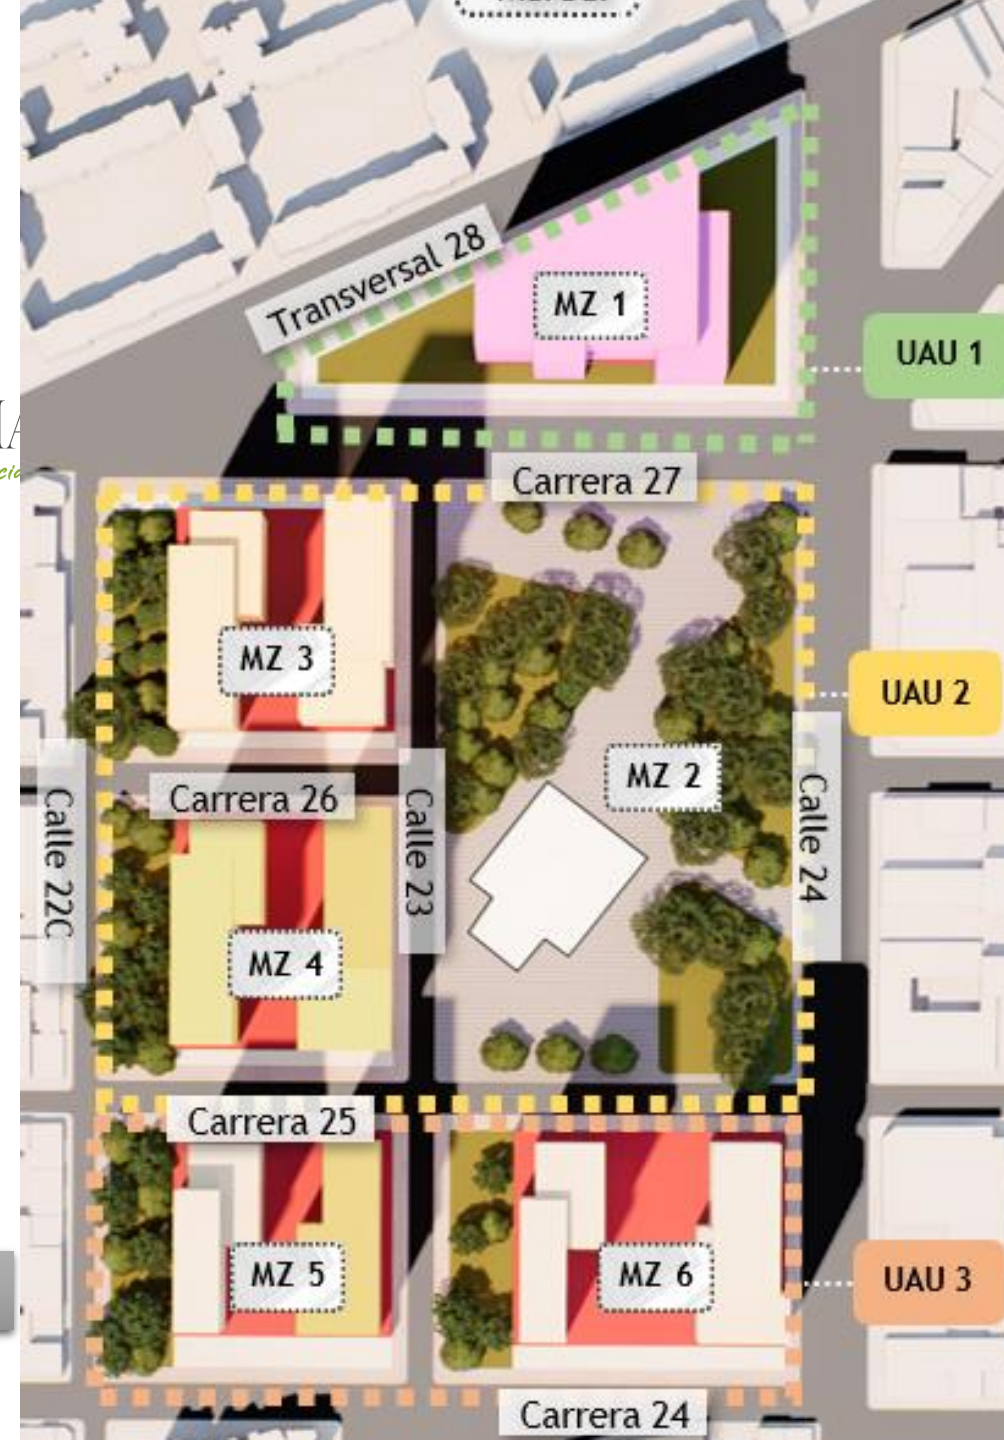 Transversal 28
MZ 1
UAU 1
Carrera 27
MZ 3
UAU 2
MZ 2
Carrera 26
Calle 22C
Calle 23
Calle 24
MZ 4
Carrera 25
MZ 5
MZ 6
UAU 3
Carrera 24